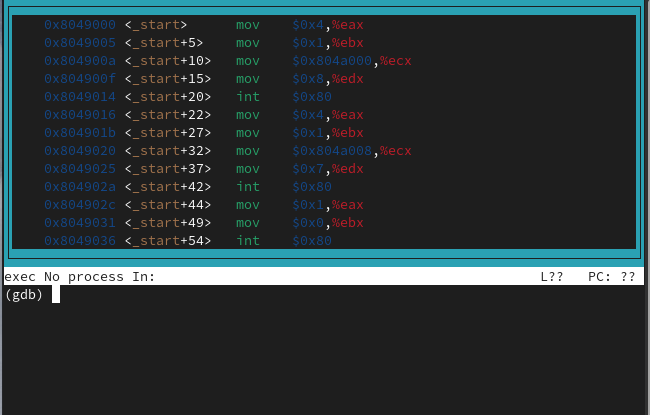 0x8049000 <_start> mov $0x4,%eax
0x8049005 <_start+5> mov $0x1,%ebx
0x804900a <_start+10> mov $0x804a000,%ecx
0x804900f <_start+15> mov $0x8,%edx
0x8049014 <_start+20> int $0x80
0x8049016 <_start+22> mov $0x4,%eax
0x804901b <_start+27> mov $0x1,%ebx
0x8049020 <_start+32> mov $0x804a008,%ecx
0x8049025 <_start+37> mov $0x7,%edx
0x804902a <_start+42> int $0x80
0x804902c <_start+44> mov $0x1,%eax
0x8049031 <_start+49> mov $0x0,%ebx
0x8049036 <_start+54> int $0x80
exec No process In: L?? PC: ??
(gdb)